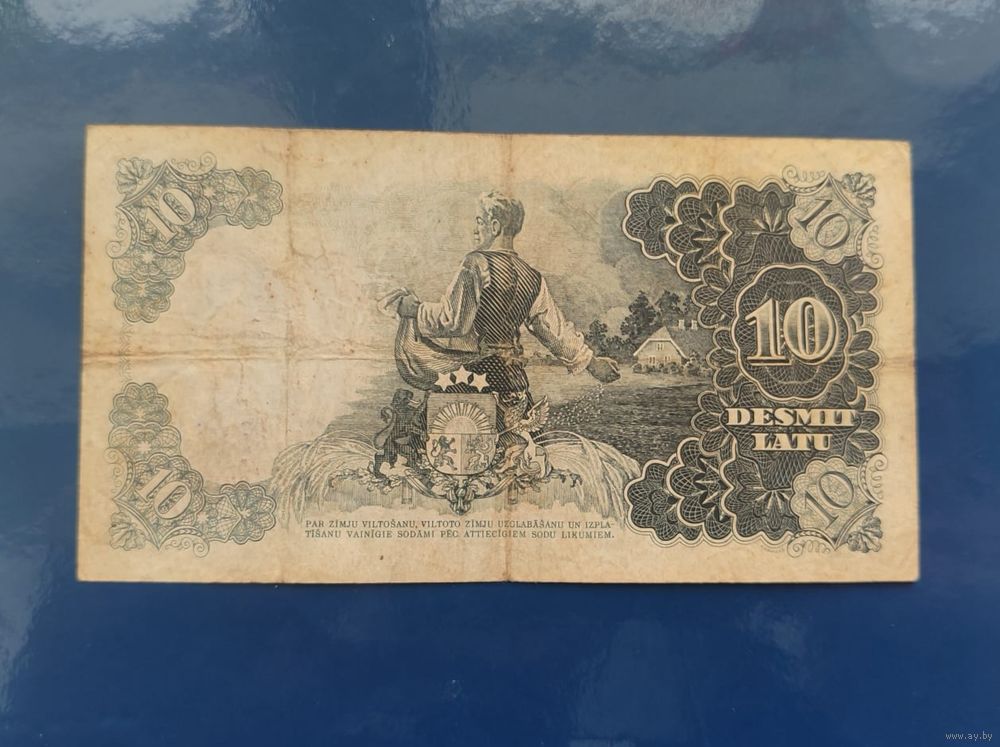 10
10
10
DESMIT
LATU
10
10
PAR ZĪMJU VILTOŠANU, VILTOTO ZĪMJU UZGLABĀŠANU UN IZPLA-
TĪŠANU VAINĪGIE SODĀMI PĒC ATTIECĪGIEM SODU LIKUMIEM.
www.ay.by